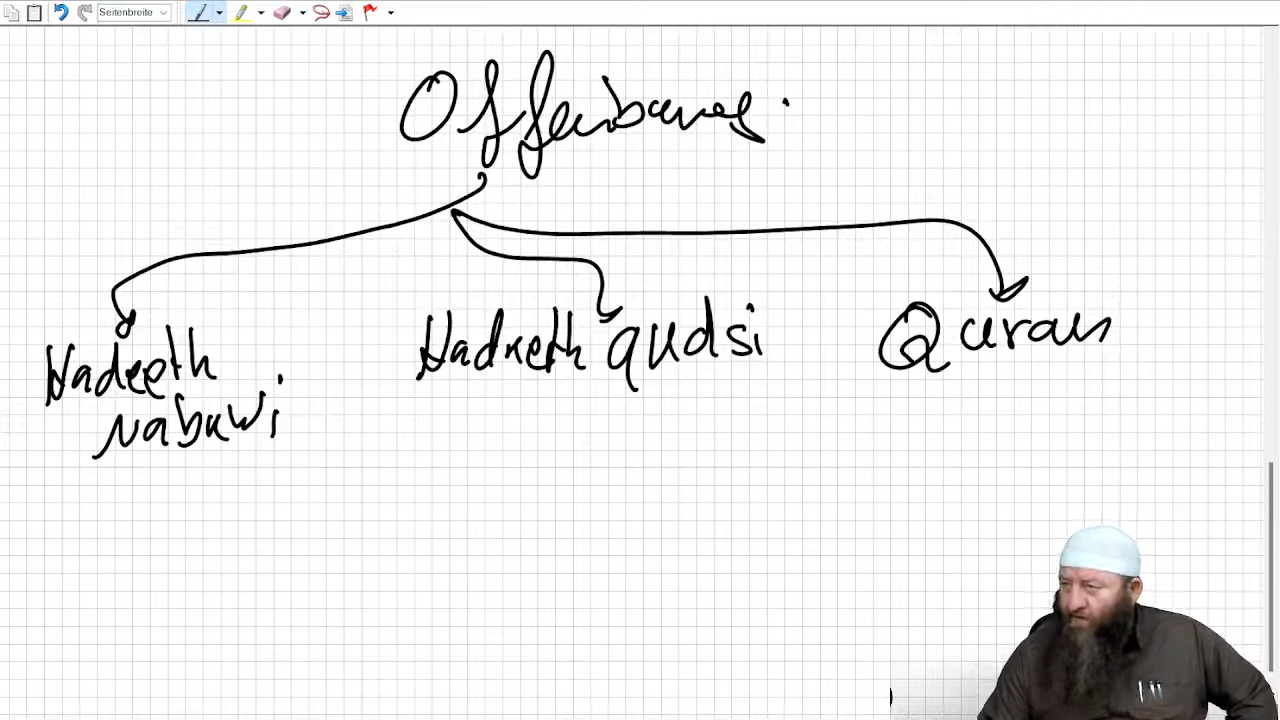 Seitenbreite
Offenbarung.
Hadeeth qudsi
Quran
Hadeeth
Nabawi